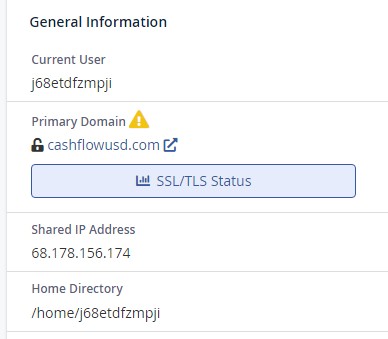 General Information
Current User
j68etdfzmpji
Primary Domain
cashflowusd.com
SSL/TLS Status
Shared IP Address
68.178.156.174
Home Directory
/home/j68etdfzmpji